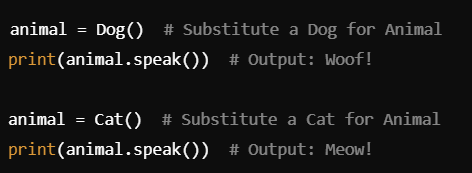 animal = Dog()  # Substitute a Dog for Animal
print(animal.speak())  # Output: Woof!
animal = Cat()  # Substitute a Cat for Animal
print(animal.speak())  # Output: Meow!